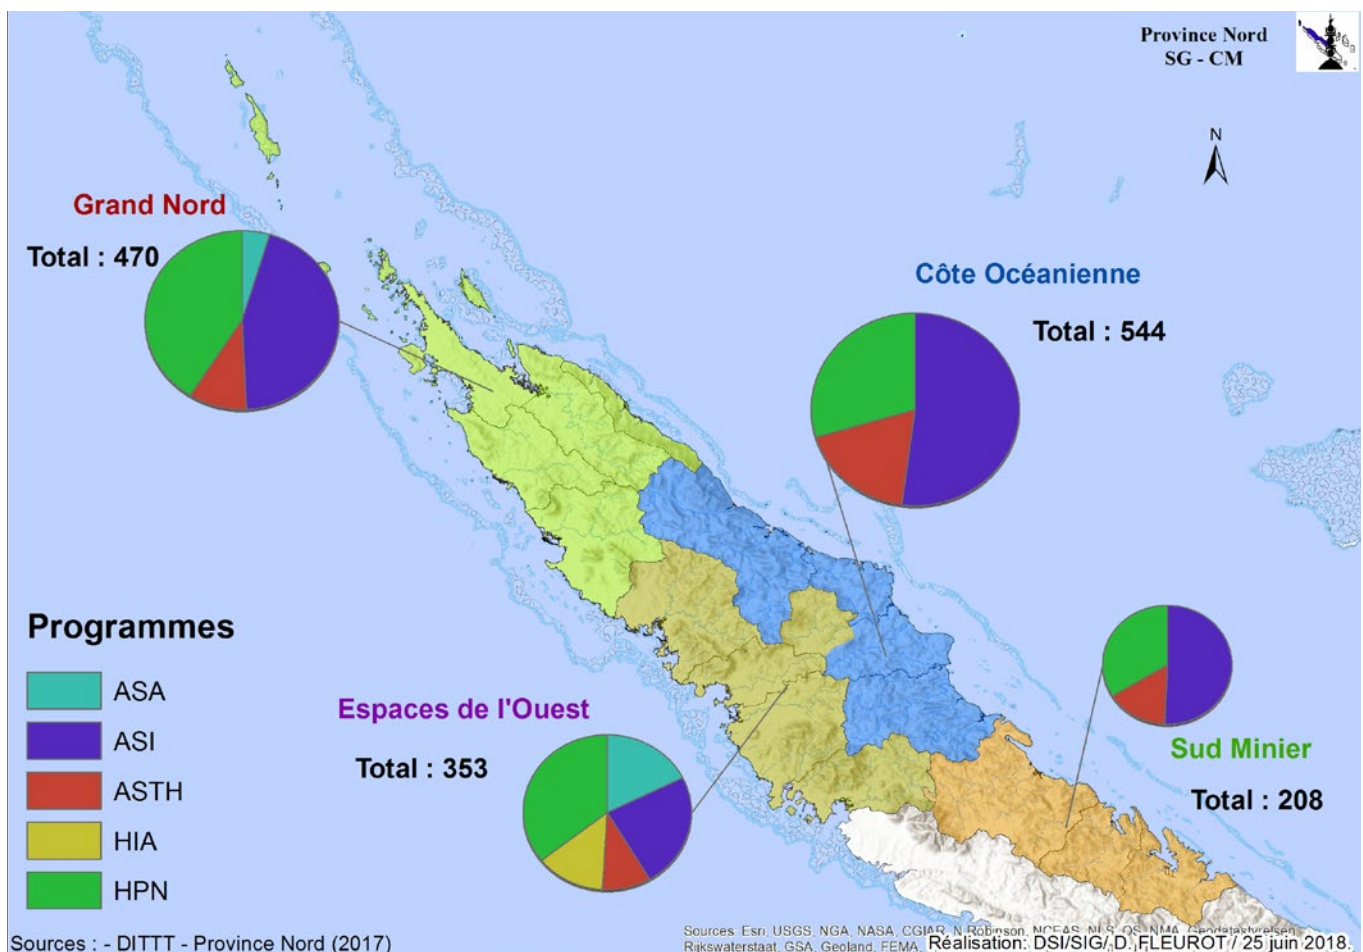 Province Nord
SG - CM
N
Grand Nord
Total : 470
Côte Océanienne
Total : 544
Programmes
ASA
ASI
ASTH
HIA
HPN
Espaces de l'Ouest
Total : 353
Sud Minier
Total : 208
Sources : - DITTT - Province Nord (2017)
Sources: Esri, USGS, NGA, NASA, CGIAR, N Robinson, NCEAS, NLS, OS, NMA, Geodatastyrelsen,
Rijkswaterstaat, GSA, Geoland, FEMA,
Réalisation: DSI/SIG/ D. FLEUROT / 25 juin 2018